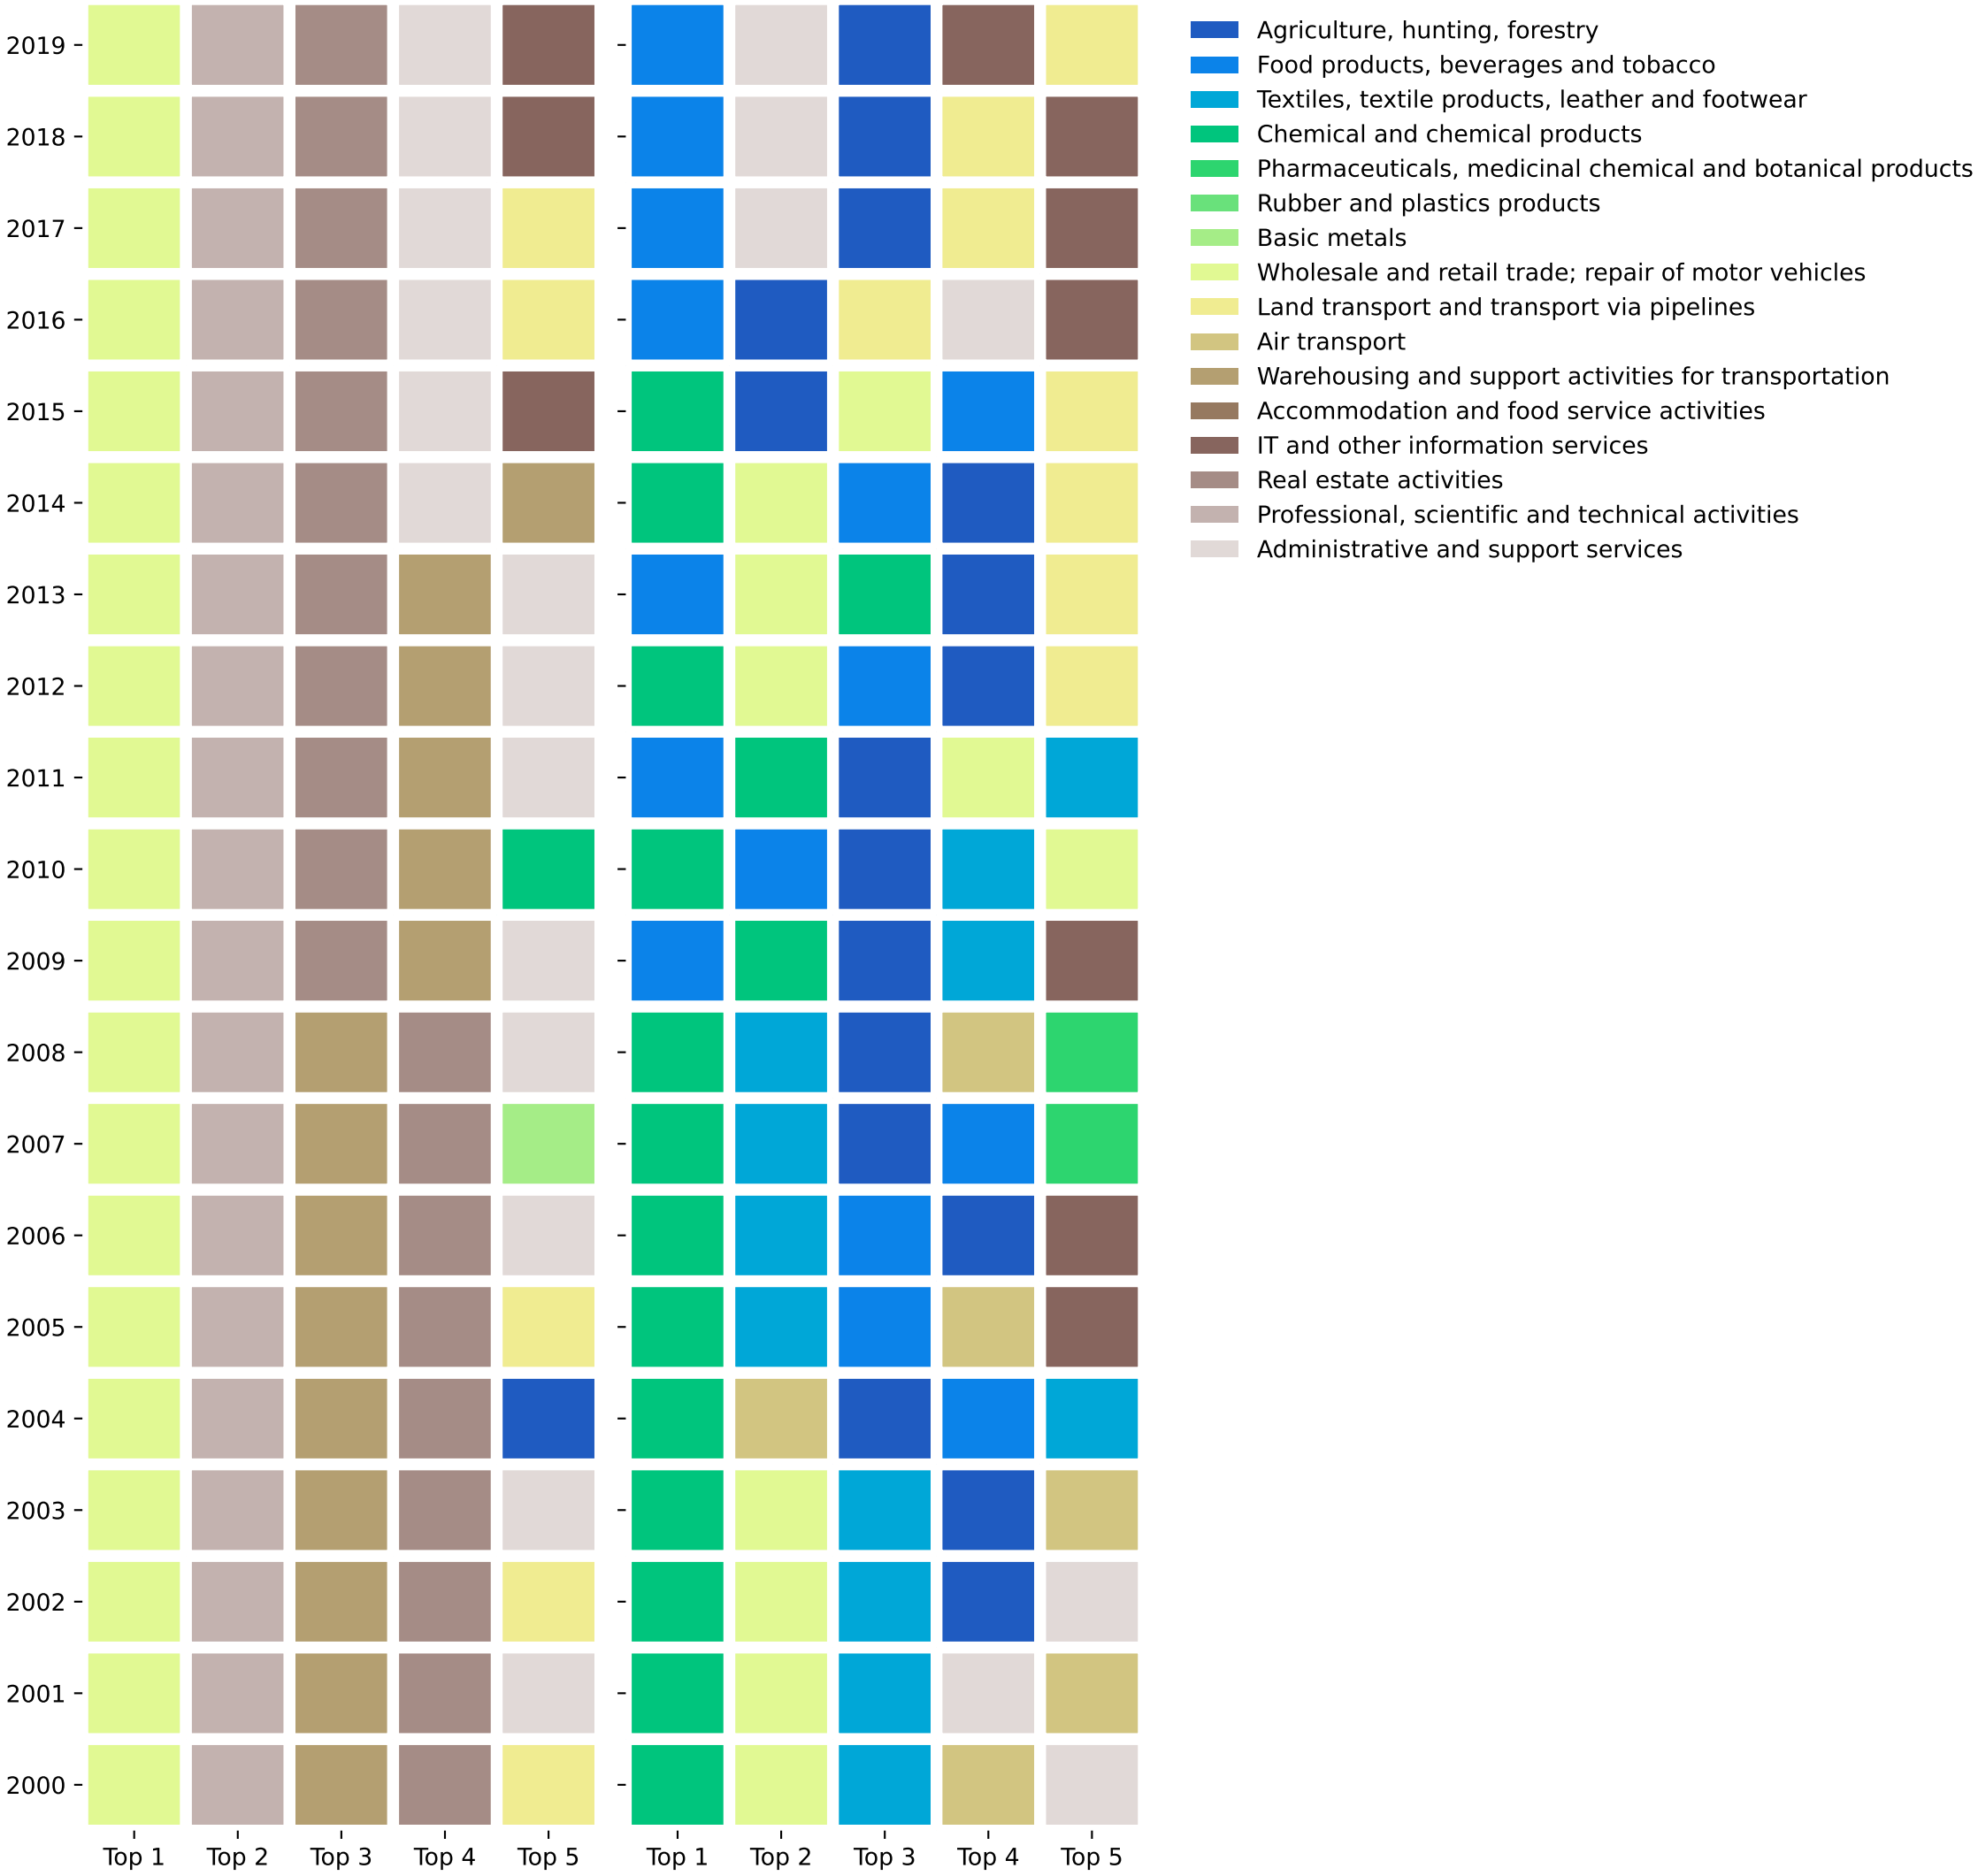 2019
2018
2017
2016
2015
2014
2013
2012
2011
2010
2009
2008
2007
2006
2005
2004
2003
2002
2001
2000
Top 1 Top 2 Top 3 Top 4 Top 5 Top 1 Top 2 Top 3 Top 4 Top 5
Agriculture, hunting, forestry
Food products, beverages and tobacco
Textiles, textile products, leather and footwear
Chemical and chemical products
Pharmaceuticals, medicinal chemical and botanical products
Rubber and plastics products
Basic metals
Wholesale and retail trade; repair of motor vehicles
Land transport and transport via pipelines
Air transport
Warehousing and support activities for transportation
Accommodation and food service activities
IT and other information services
Real estate activities
Professional, scientific and technical activities
Administrative and support services